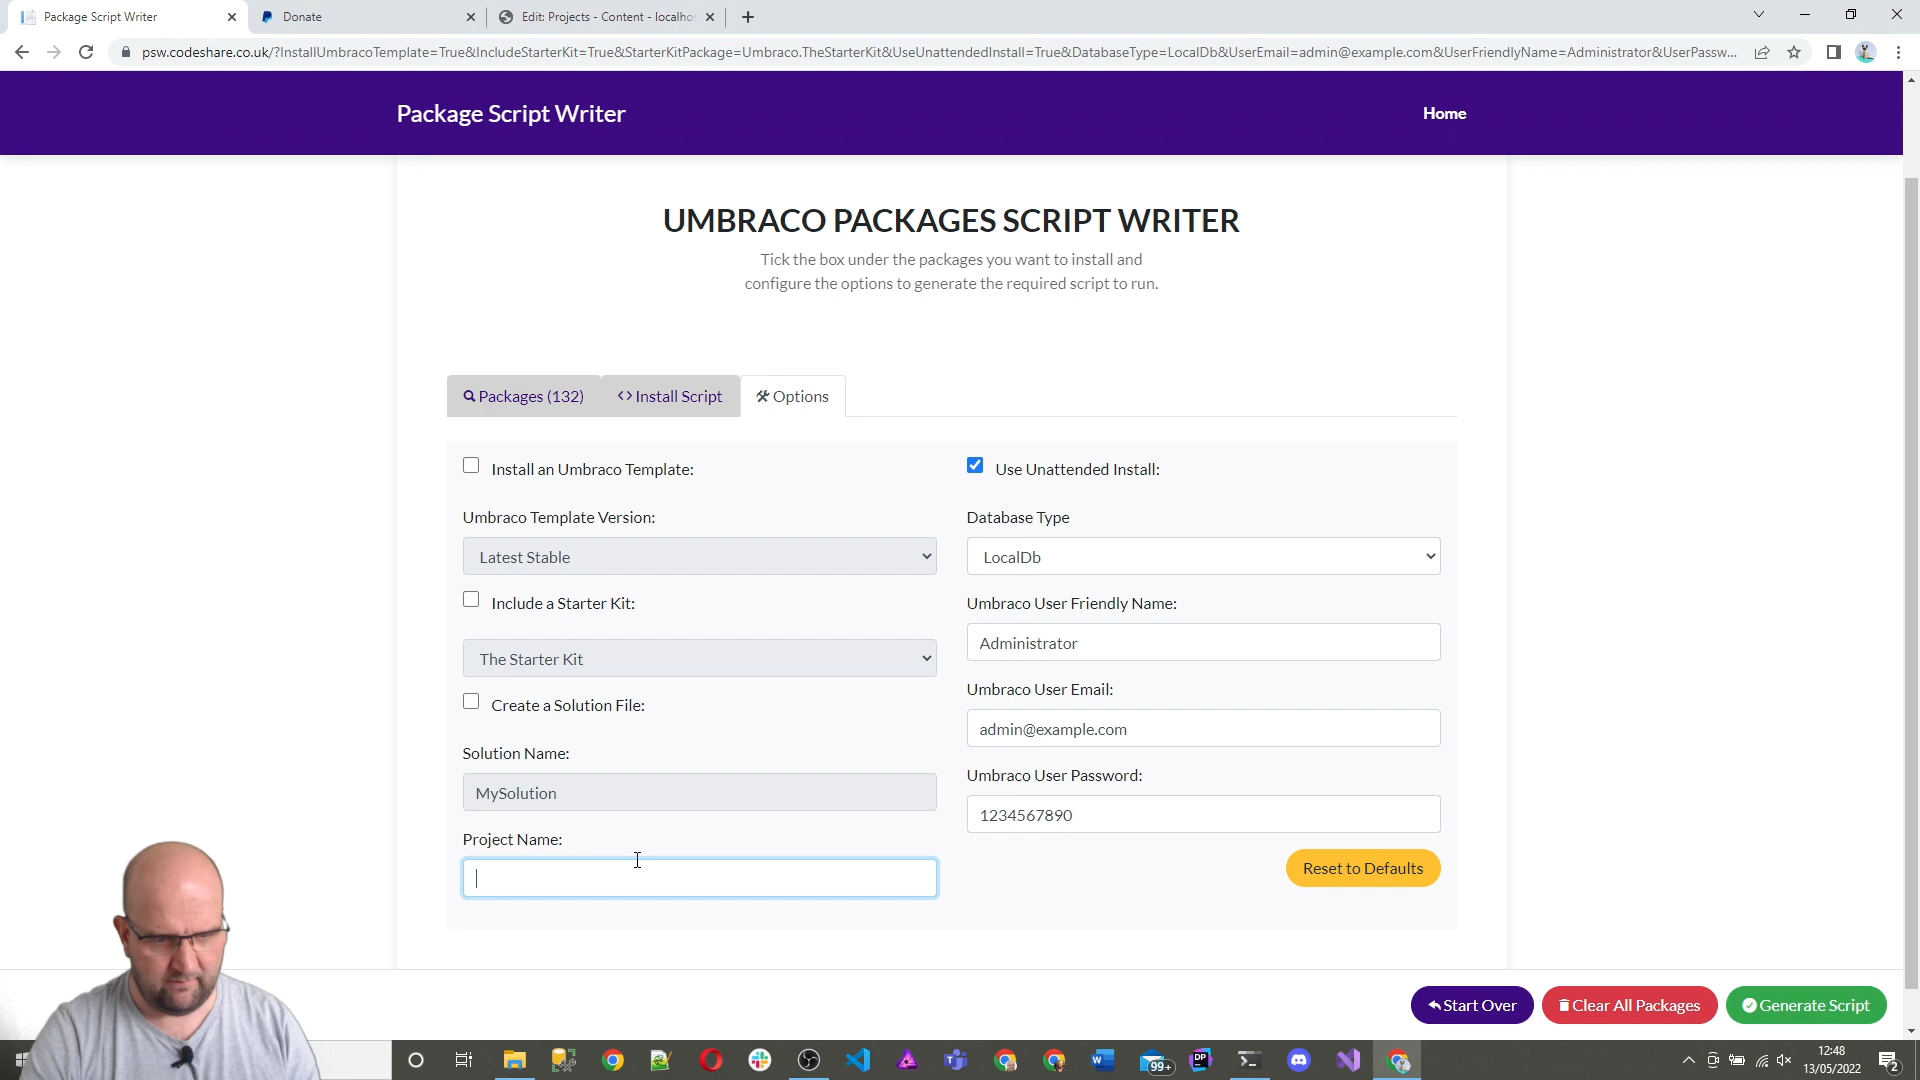 Package Script Writer
Donate
Edit: Projects - Content - localhos
psw.codeshare.co.uk/?InstallUmbracoTemplate=True&IncludeStarterKit=True&StarterKitPackage=Umbraco.TheStarterKit&UseUnattendedInstall=True&DatabaseType=LocalDb&UserEmail=admin@example.com&UserFriendlyName=Administrator&UserPassw...
Package Script Writer
Home
UMBRACO PACKAGES SCRIPT WRITER
Tick the box under the packages you want to install and
configure the options to generate the required script to run.
Packages (132)
Install Script
Options
Install an Umbraco Template:
Umbraco Template Version:
Latest Stable
Include a Starter Kit:
The Starter Kit
Create a Solution File:
Solution Name:
MySolution
Project Name:
Use Unattended Install:
Database Type
LocalDb
Umbraco User Friendly Name:
Administrator
Umbraco User Email:
admin@example.com
Umbraco User Password:
1234567890
Reset to Defaults
Start Over
Clear All Packages
Generate Script
99+
DP
12:48
13/05/2022
2